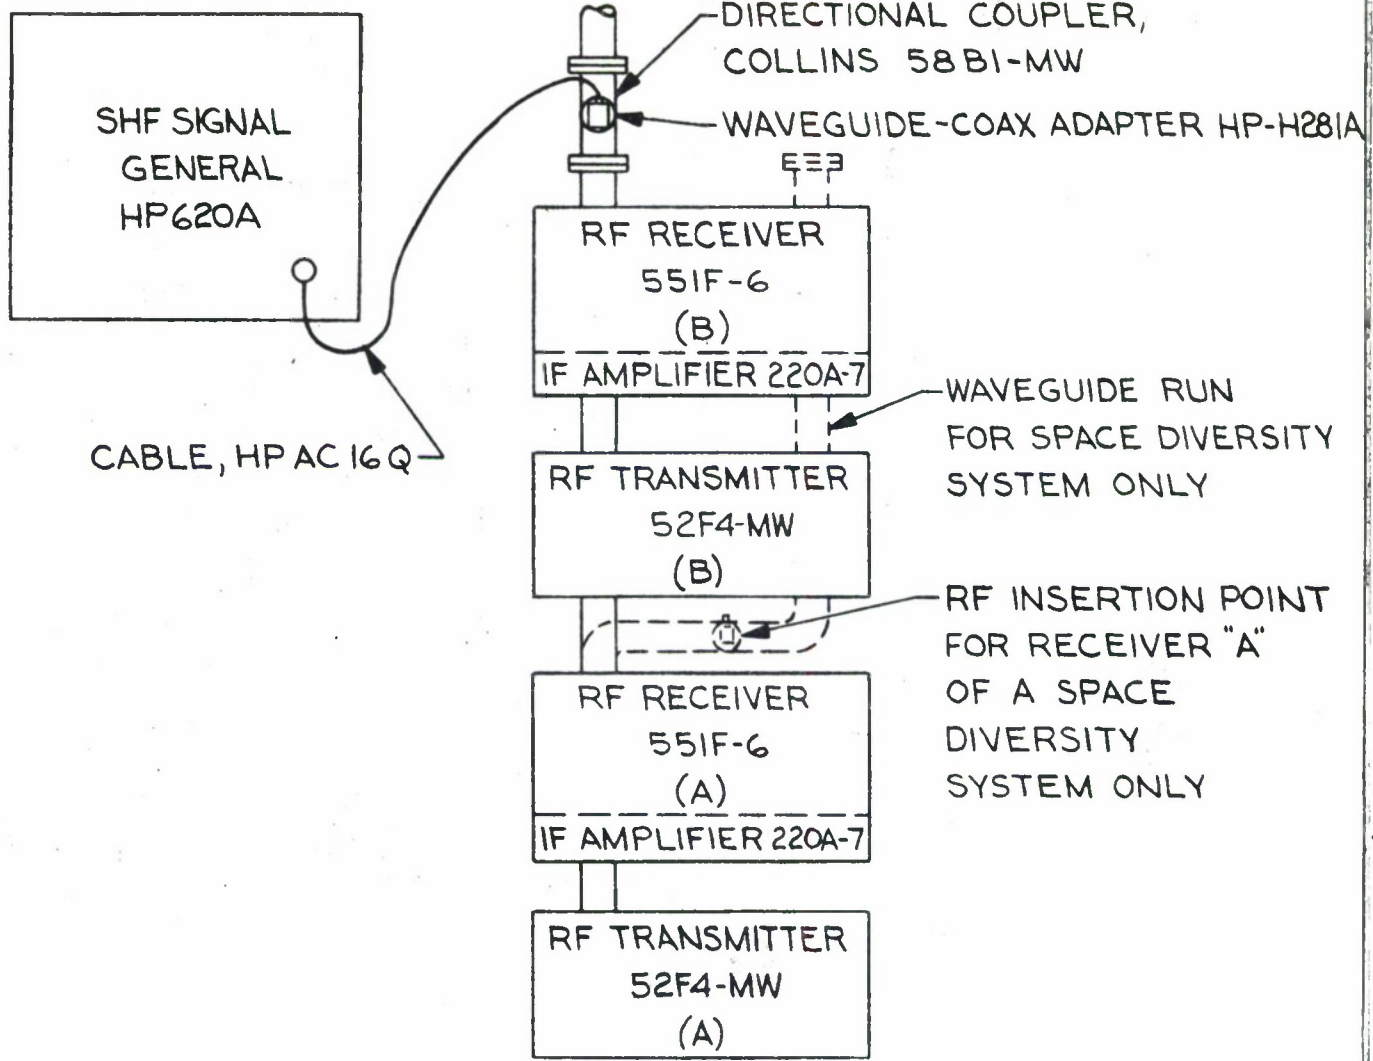 DIRECTIONAL COUPLER,
COLLINS 58B1-MW
WAVEGUIDE-COAX ADAPTER HP-H281A
SHF SIGNAL
GENERAL
HP620A
CABLE, HP AC 16Q
RF RECEIVER
551F-6
(B)
IF AMPLIFIER 220A-7
WAVEGUIDE RUN
FOR SPACE DIVERSITY
SYSTEM ONLY
RF TRANSMITTER
52F4-MW
(B)
RF INSERTION POINT
FOR RECEIVER "A"
OF A SPACE
DIVERSITY
SYSTEM ONLY
RF RECEIVER
551F-6
(A)
IF AMPLIFIER 220A-7
RF TRANSMITTER
52F4-MW
(A)